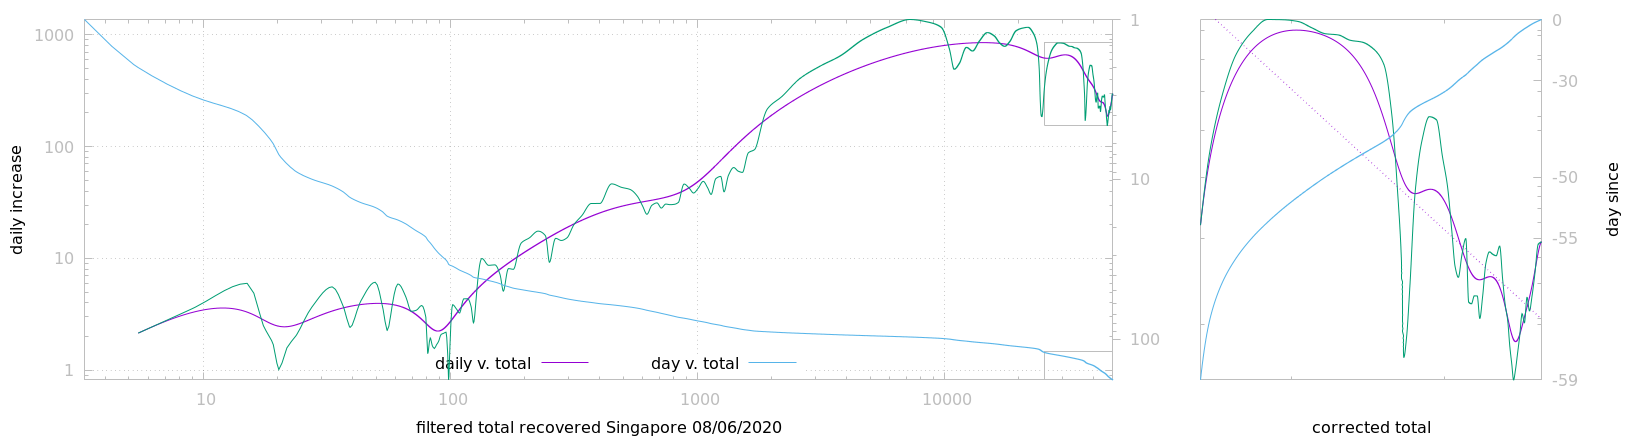 daily increase
1000
100
10
1
10
100
1000
10000
1
10
100
daily v. total
day v. total
filtered total recovered Singapore 08/06/2020
0
-30
-50
-55
-59
day since
corrected total